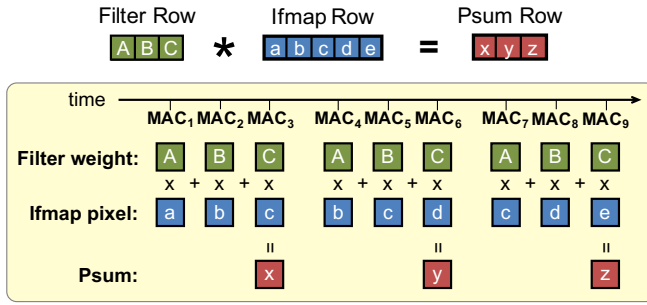 Filter Row Ifmap Row Psum Row
A B C * a b c d e = x y z
time
MAC1 MAC2 MAC3 MAC4 MAC5 MAC6 MAC7 MAC8 MAC9
Filter weight: A B C A B C A B C
x + x + x x + x + x x + x + x
Ifmap pixel: a b c b c d c d e
= = =
Psum: x y z